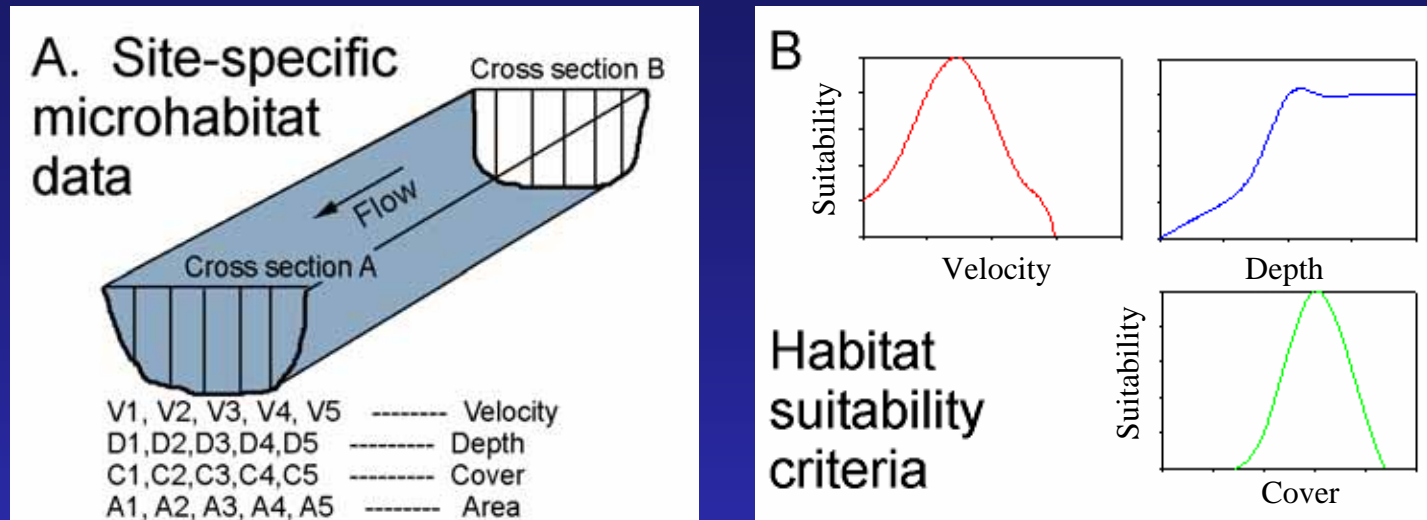 A. Site-specific
microhabitat
data
Cross section B
Flow
Cross section A
V1, V2, V3, V4, V5 -------- Velocity
D1,D2,D3,D4,D5 --------- Depth
C1,C2,C3,C4,C5 --------- Cover
A1, A2, A3, A4, A5 -------- Area
B
Suitability
Velocity
Depth
Habitat
suitability
criteria
Suitability
Cover